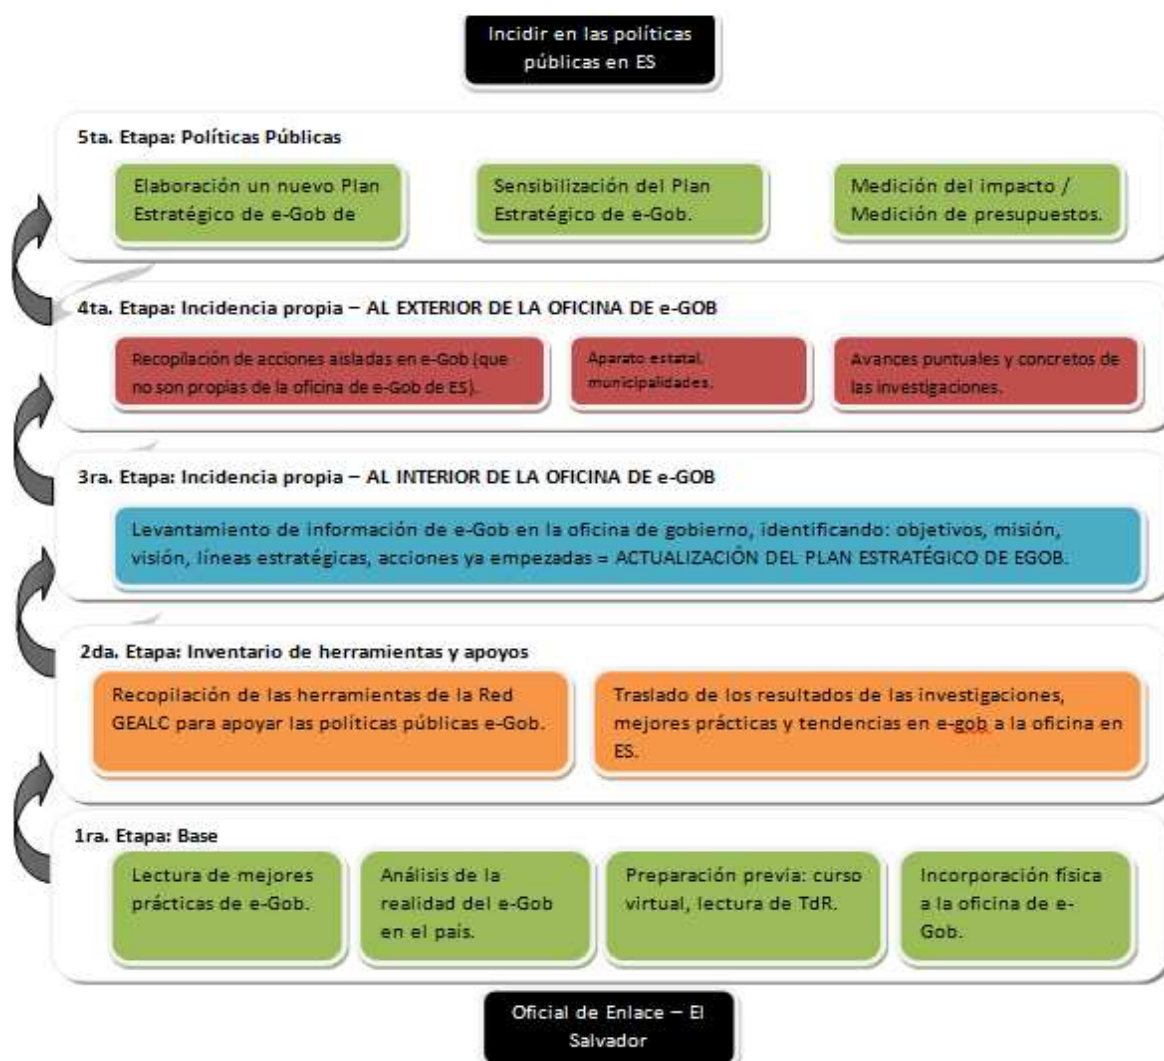 Incidir en las políticas
públicas en ES
5ta. Etapa: Políticas Públicas
Elaboración un nuevo Plan
Estratégico de e-Gob de
Sensibilización del Plan
Estratégico de e-Gob.
Medición del impacto /
Medición de presupuestos.
4ta. Etapa: Incidencia propia – AL EXTERIOR DE LA OFICINA DE e-GOB
Recopilación de acciones aisladas en e-Gob (que
no son propias de la oficina de e-Gob de ES).
Aparato estatal,
municipalidades.
Avances puntuales y concretos de
las investigaciones.
3ra. Etapa: Incidencia propia – AL INTERIOR DE LA OFICINA DE e-GOB
Levantamiento de información de e-Gob en la oficina de gobierno, identificando: objetivos, misión,
visión, líneas estratégicas, acciones ya empezadas = ACTUALIZACIÓN DEL PLAN ESTRATÉGICO DE EGOB.
2da. Etapa: Inventario de herramientas y apoyos
Recopilación de las herramientas de la Red
GEALC para apoyar las políticas públicas e-Gob.
Traslado de los resultados de las investigaciones,
mejores prácticas y tendencias en e-gob a la oficina en
ES.
1ra. Etapa: Base
Lectura de mejores
prácticas de e-Gob.
Análisis de la
realidad del e-Gob
en el país.
Preparación previa: curso
virtual, lectura de TdR.
Incorporación física
a la oficina de e-
Gob.
Oficial de Enlace – El
Salvador